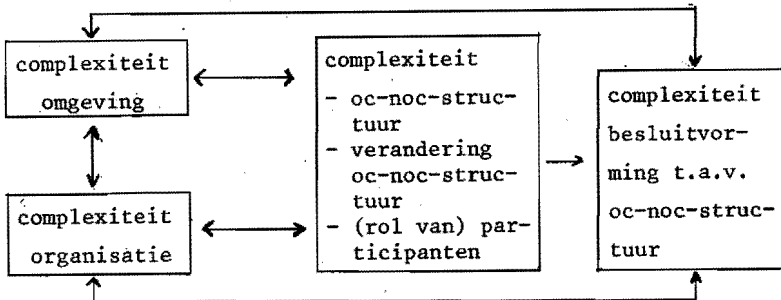 complexiteit
omgeving
complexiteit
organisatie
complexiteit
- oc-noc-struc-
tuur
- verandering
oc-noc-struc-
tuur
- (rol van) par-
ticipanten
complexiteit
besluitvor-
ming t.a.v.
oc-noc-struc-
tuur